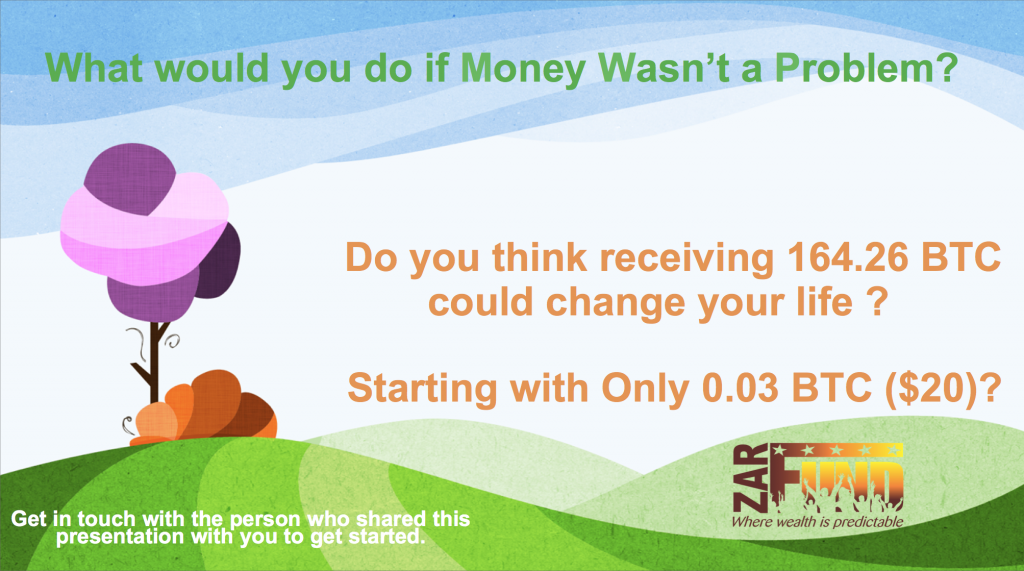 What would you do if Money Wasn't a Problem?
Do you think receiving 164.26 BTC
could change your life ?
Starting with Only 0.03 BTC ($20)?
ZAR
FUND
Where wealth is predictable
Get in touch with the person who shared this
presentation with you to get started.